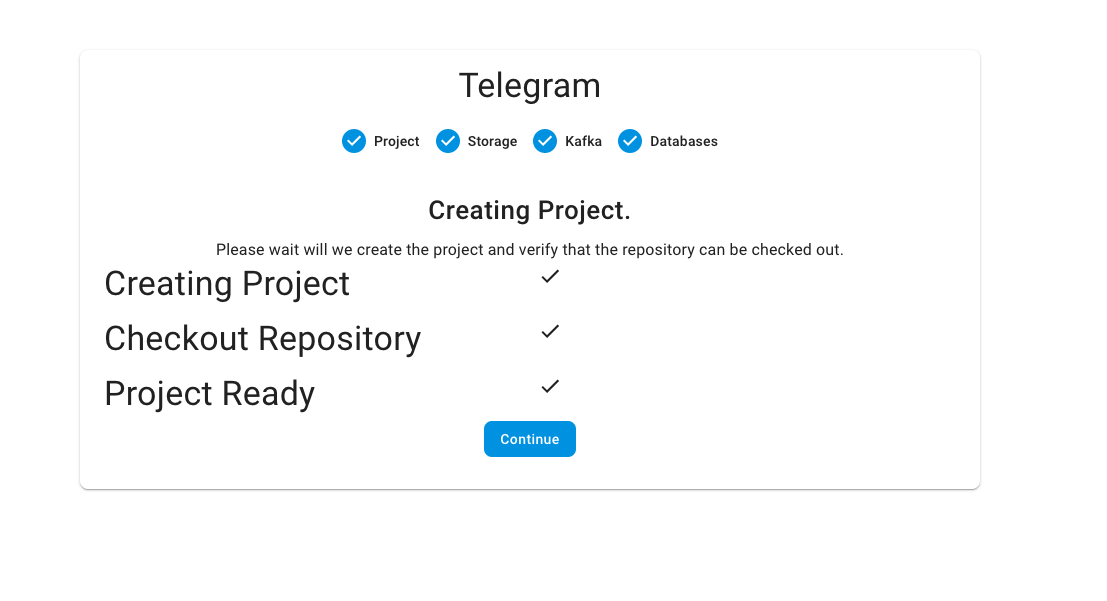 Telegram
Project Storage Kafka Databases
Creating Project.
Please wait will we create the project and verify that the repository can be checked out.
Creating Project
Checkout Repository
Project Ready
Continue